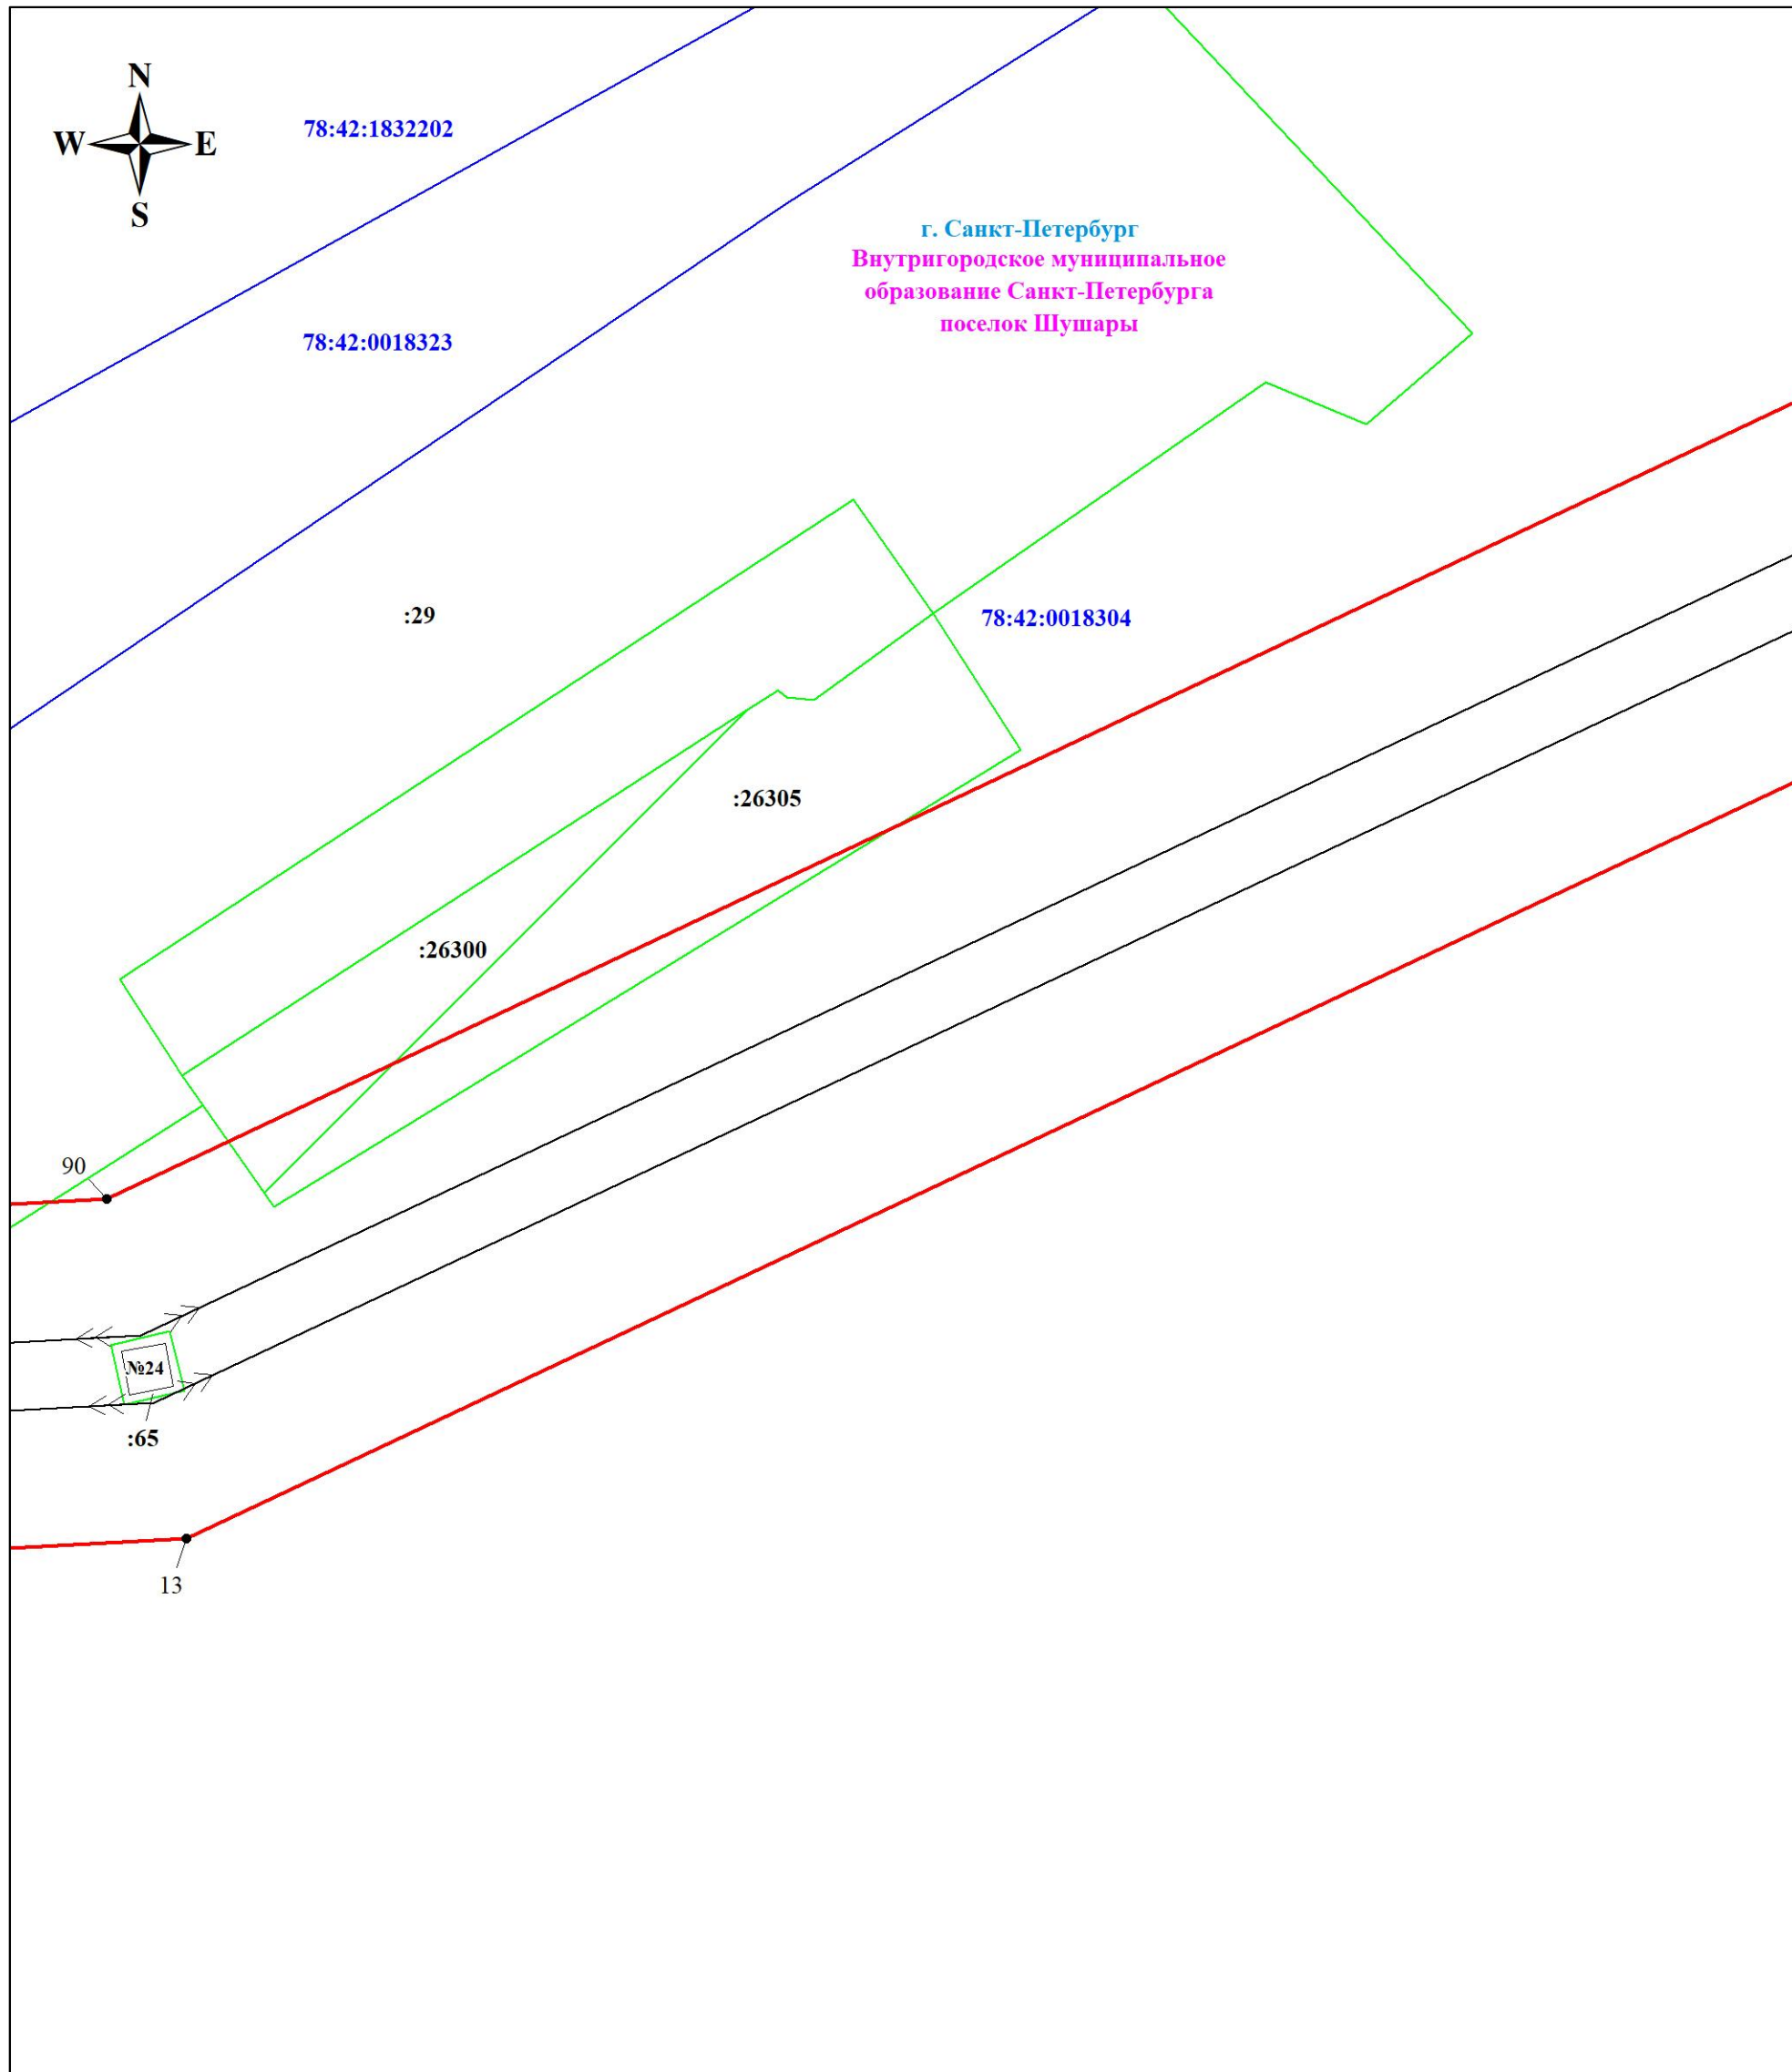 N
W E
S
78:42:1832202
г. Санкт-Петербург
Внутригородское муниципальное
образование Санкт-Петербурга
поселок Шушары
78:42:0018323
:29
78:42:0018304
:26305
:26300
90
№24
:65
13